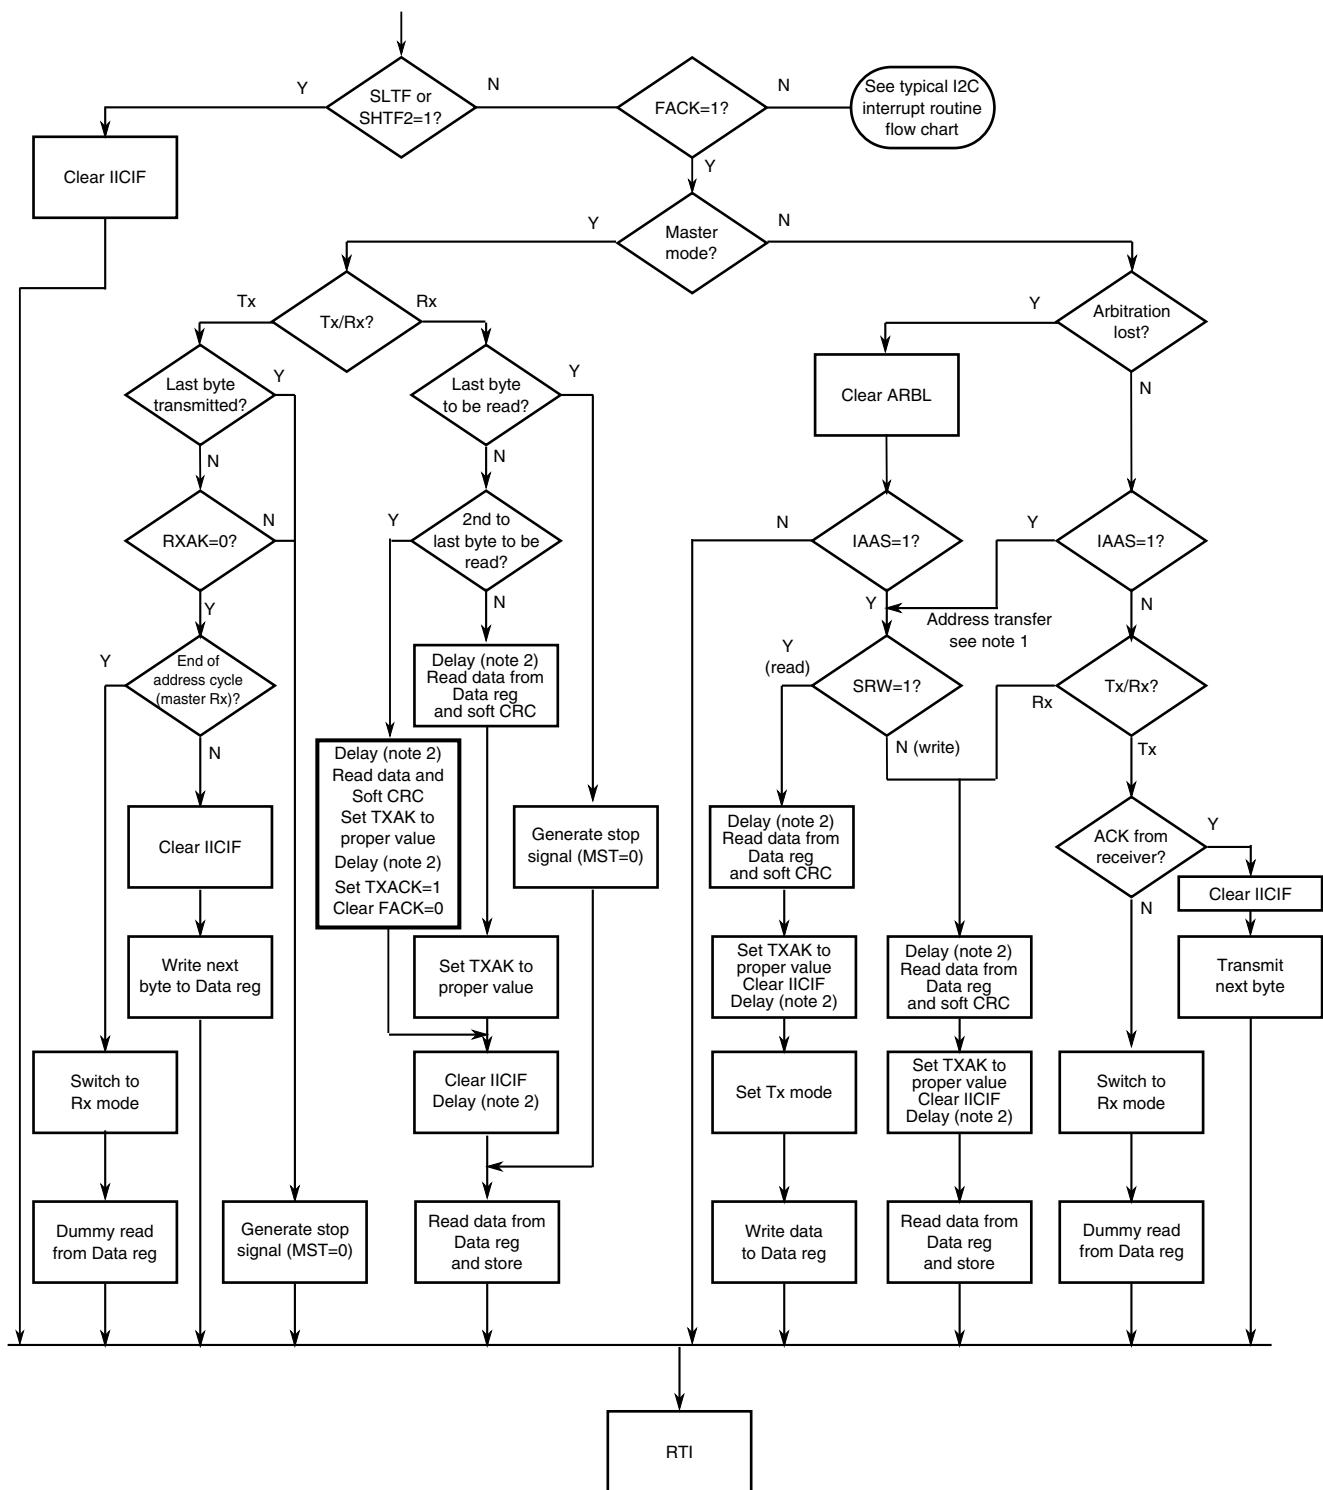 Y
SLTF or
SHTF2=1?
N
FACK=1?
N
See typical I2C
interrupt routine
flow chart
Clear IICIF
Y
Y
Master
mode?
N
Tx
Tx/Rx?
Rx
Y
Arbitration
lost?
Last byte
transmitted?
Y
Last byte
to be read?
Y
Clear ARBL
N
N
N
RXAK=0?
N
Y
2nd to
last byte to be
read?
N
IAAS=1?
Y
IAAS=1?
Y
N
Y
Address transfer
see note 1
N
Y
End of
address cycle
(master Rx)?
Delay (note 2)
Read data from
Data reg
and soft CRC
Y
(read)
SRW=1?
Rx
Tx/Rx?
N
N (write)
Tx
Delay (note 2)
Read data and
Soft CRC
Set TXAK to
proper value
Delay (note 2)
Set TXACK=1
Clear FACK=0
Clear IICIF
Generate stop
signal (MST=0)
Delay (note 2)
Read data from
Data reg
and soft CRC
ACK from
receiver?
Y
Clear IICIF
N
Write next
byte to Data reg
Set TXAK to
proper value
Set TXAK to
proper value
Clear IICIF
Delay (note 2)
Delay (note 2)
Read data from
Data reg
and soft CRC
Transmit
next byte
Switch to
Rx mode
Clear IICIF
Delay (note 2)
Set Tx mode
Set TXAK to
proper value
Clear IICIF
Delay (note 2)
Switch to
Rx mode
Dummy read
from Data reg
Generate stop
signal (MST=0)
Read data from
Data reg
and store
Write data
to Data reg
Read data from
Data reg
and store
Dummy read
from Data reg
RTI